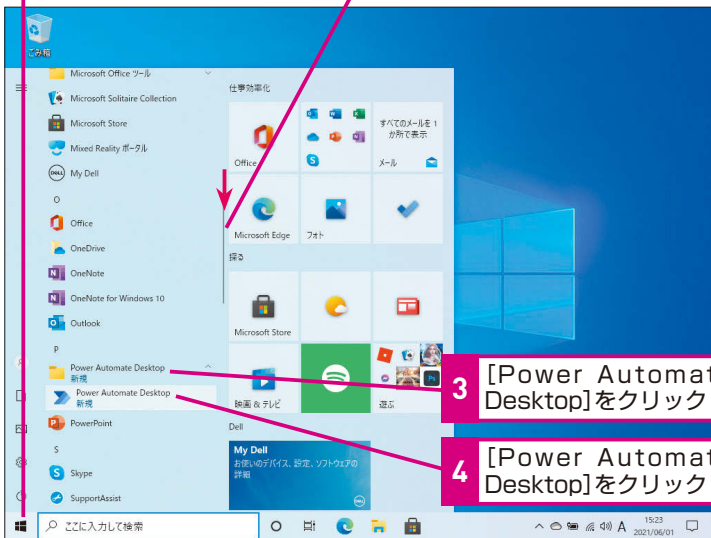 ごみ箱
Microsoft Office ツール
Microsoft Solitaire Collection
Microsoft Store
Mixed Reality ポータル
DELL
My Dell
O
Office
OneDrive
OneNote
OneNote for Windows 10
Outlook
P
Power Automate Desktop
新規
Power Automate Desktop
新規
PowerPoint
S
Skype
SupportAssist
仕事効率化
Office
すべてのメールを 1
か所で表示
メール
Microsoft Edge
フォト
探る
Microsoft Store
映画 & テレビ
遊ぶ
Dell
My Dell
お使いのデバイス、設定、ソフトウェアの
詳細
3
[Power Automat
Desktop]をクリック
4
[Power Automat
Desktop]をクリック
ここに入力して検索
A
15:23
2021/06/01